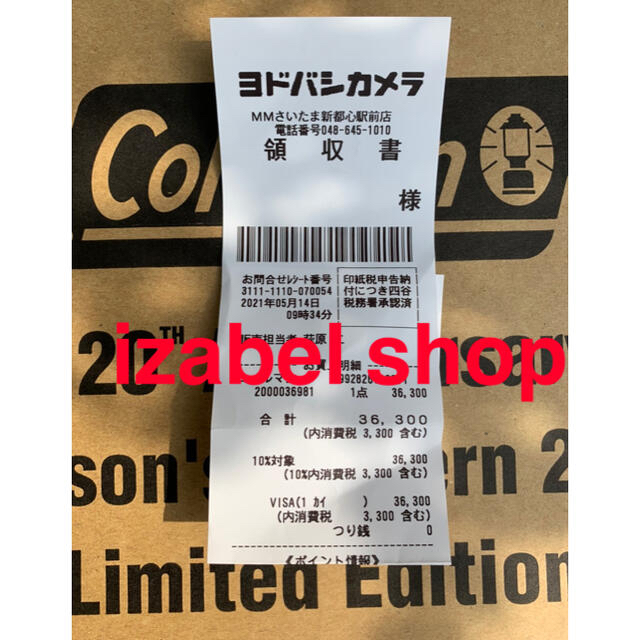 ヨドバシカメラ
MMさいたま新都心駅前店
電話番号048-645-1010
領収書
様
お問合せﾚｼｰﾄ番号
3111-1110-070054
2021年05月14日
09時34分
印紙税申告納
付につき四谷
税務署承認済
izabel shop
2000036981 1点 36,300
合計 36,300
(内消費税 3,300 含む)
10%対象 36,300
(10%内消費税 3,300 含む)
VISA(1 ｶｲ ) 36,300
(内消費税 3,300 含む)
つり銭 0
《ポイント情報》
Col n
20TH
son's ern 2
Limited Edition